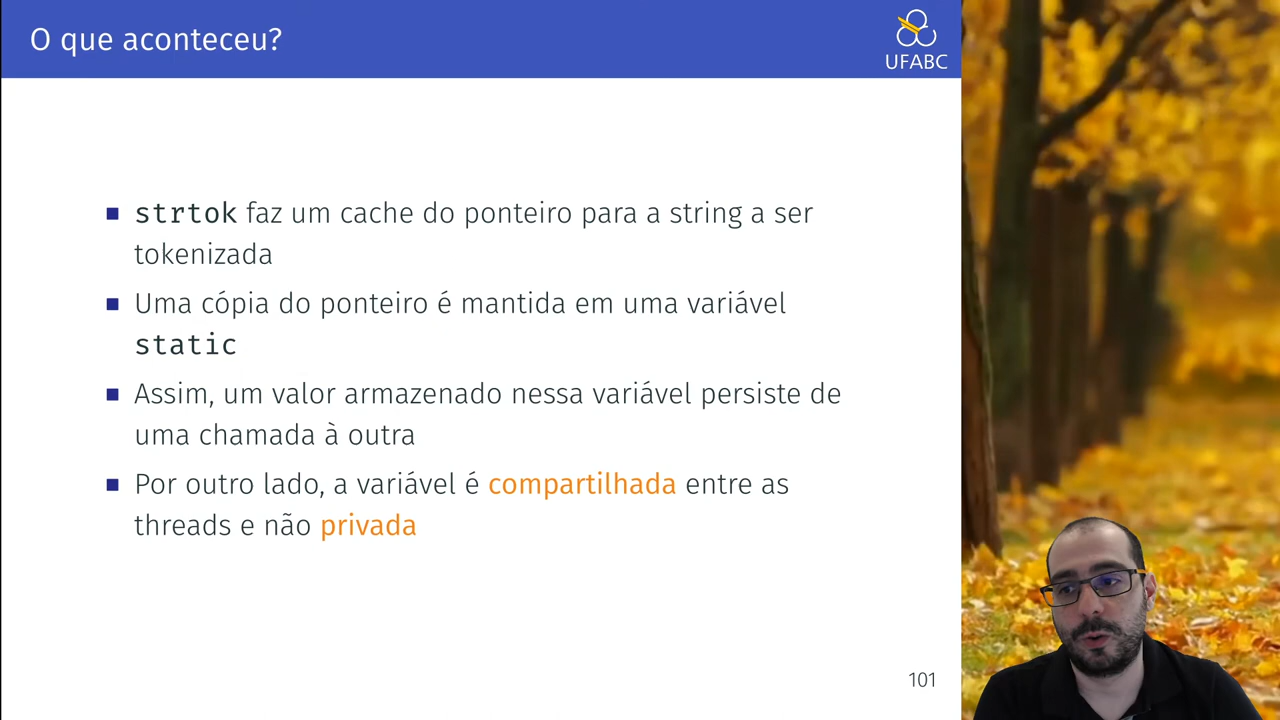 O que aconteceu?
UFABC
strtok faz um cache do ponteiro para a string a ser
tokenizada
Uma cópia do ponteiro é mantida em uma variável
static
Assim, um valor armazenado nessa variável persiste de
uma chamada à outra
Por outro lado, a variável é compartilhada entre as
threads e não privada
101